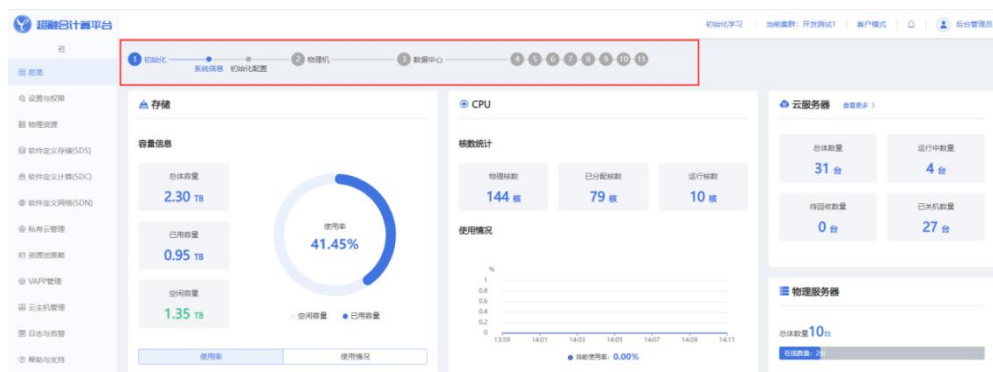 超融合计算平台
初始化学习 当前集群：开发测试1 客户模式 后台管理员
1 初始化 系统信息 初始化配置 2 物理机 3 数据中心 4 5 6 7 8 9 10 11
总览
设置与权限
物理资源
软件定义存储(SDS)
软件定义计算(SDC)
软件定义网络(SDN)
私有云管理
资源池策略
VAPP管理
云主机管理
日志与告警
帮助与支持
存储
容量信息
总体容量
2.30 TB
已用容量
0.95 TB
空闲容量
1.35 TB
使用率
41.45%
空闲容量 已用容量
使用率 使用情况
CPU
核数统计
物理核数 已分配核数 运行核数
144 核 79 核 10 核
使用情况
%
1
0.8
0.6
0.4
0.2
0
13:59 14:01 14:03 14:05 14:07 14:09 14:11
当前使用率：0.00%
云服务器 查看更多 >
总体数量 运行中数量
31 台 4 台
待回收数量 已关机数量
0 台 27 台
物理服务器
总体数量10台
在线数量：2台